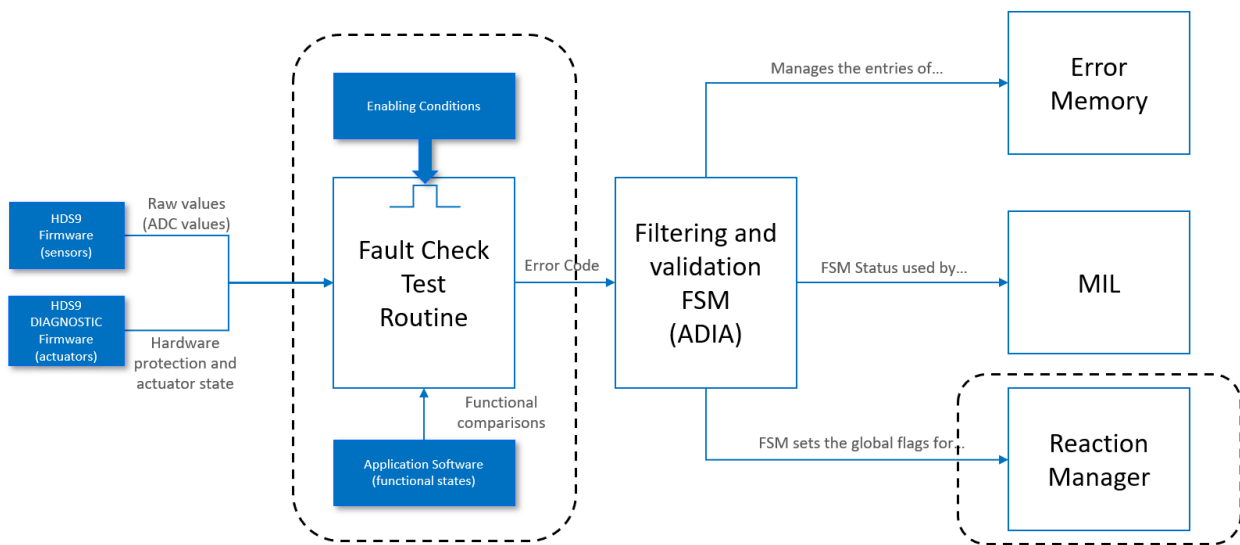 Manages the entries of...
Error
Memory
Enabling Conditions
HDS9
Firmware
(sensors)
Raw values
(ADC values)
Fault Check
Test
Routine
Error Code
Filtering and
validation
FSM
(ADIA)
FSM Status used by...
MIL
HDS9
DIAGNOSTIC
Firmware
(actuators)
Hardware
protection and
actuator state
Functional
comparisons
Application Software
(functional states)
FSM sets the global flags for...
Reaction
Manager